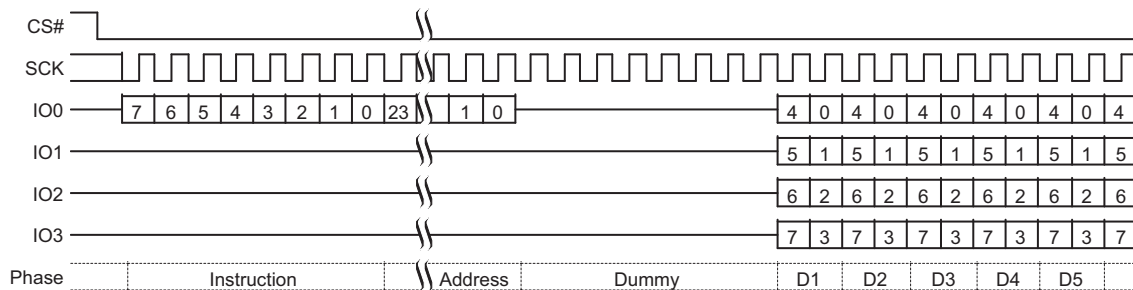 CS#
SCK
IO0 7 6 5 4 3 2 1 0 23 1 0 4 0 4 0 4 0 4 0 4 0 4
IO1 5 1 5 1 5 1 5 1 5 1 5
IO2 6 2 6 2 6 2 6 2 6 2 6
IO3 7 3 7 3 7 3 7 3 7 3 7
Phase Instruction Address Dummy D1 D2 D3 D4 D5